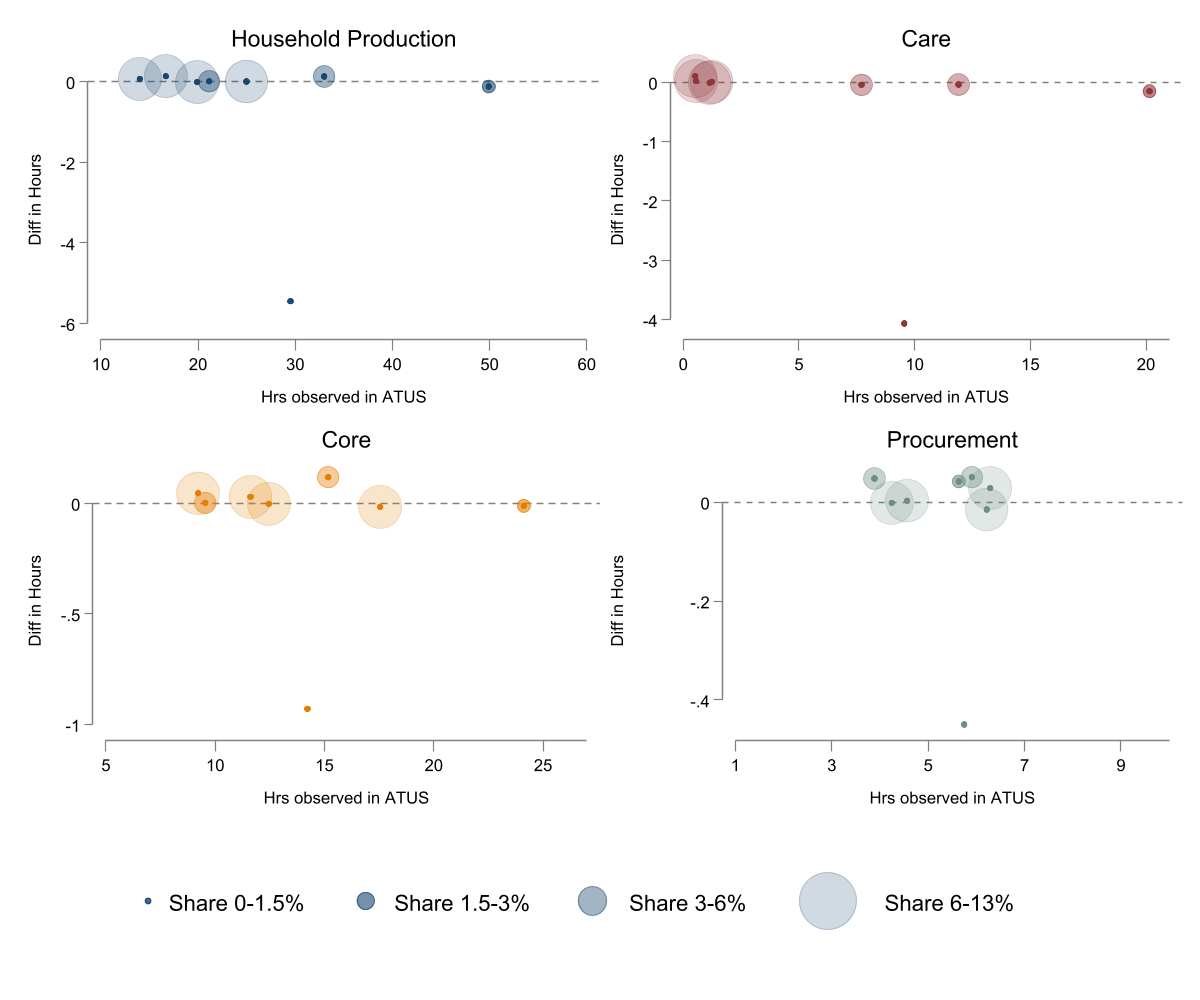 Household Production
Diff in Hours
0
-2
-4
-6
10 20 30 40 50 60
Hrs observed in ATUS
Care
Diff in Hours
0
-1
-2
-3
-4
0 5 10 15 20
Hrs observed in ATUS
Core
Diff in Hours
0
-.5
-1
5 10 15 20 25
Hrs observed in ATUS
Procurement
Diff in Hours
0
-.2
-.4
1 3 5 7 9
Hrs observed in ATUS
Share 0-1.5% Share 1.5-3% Share 3-6% Share 6-13%